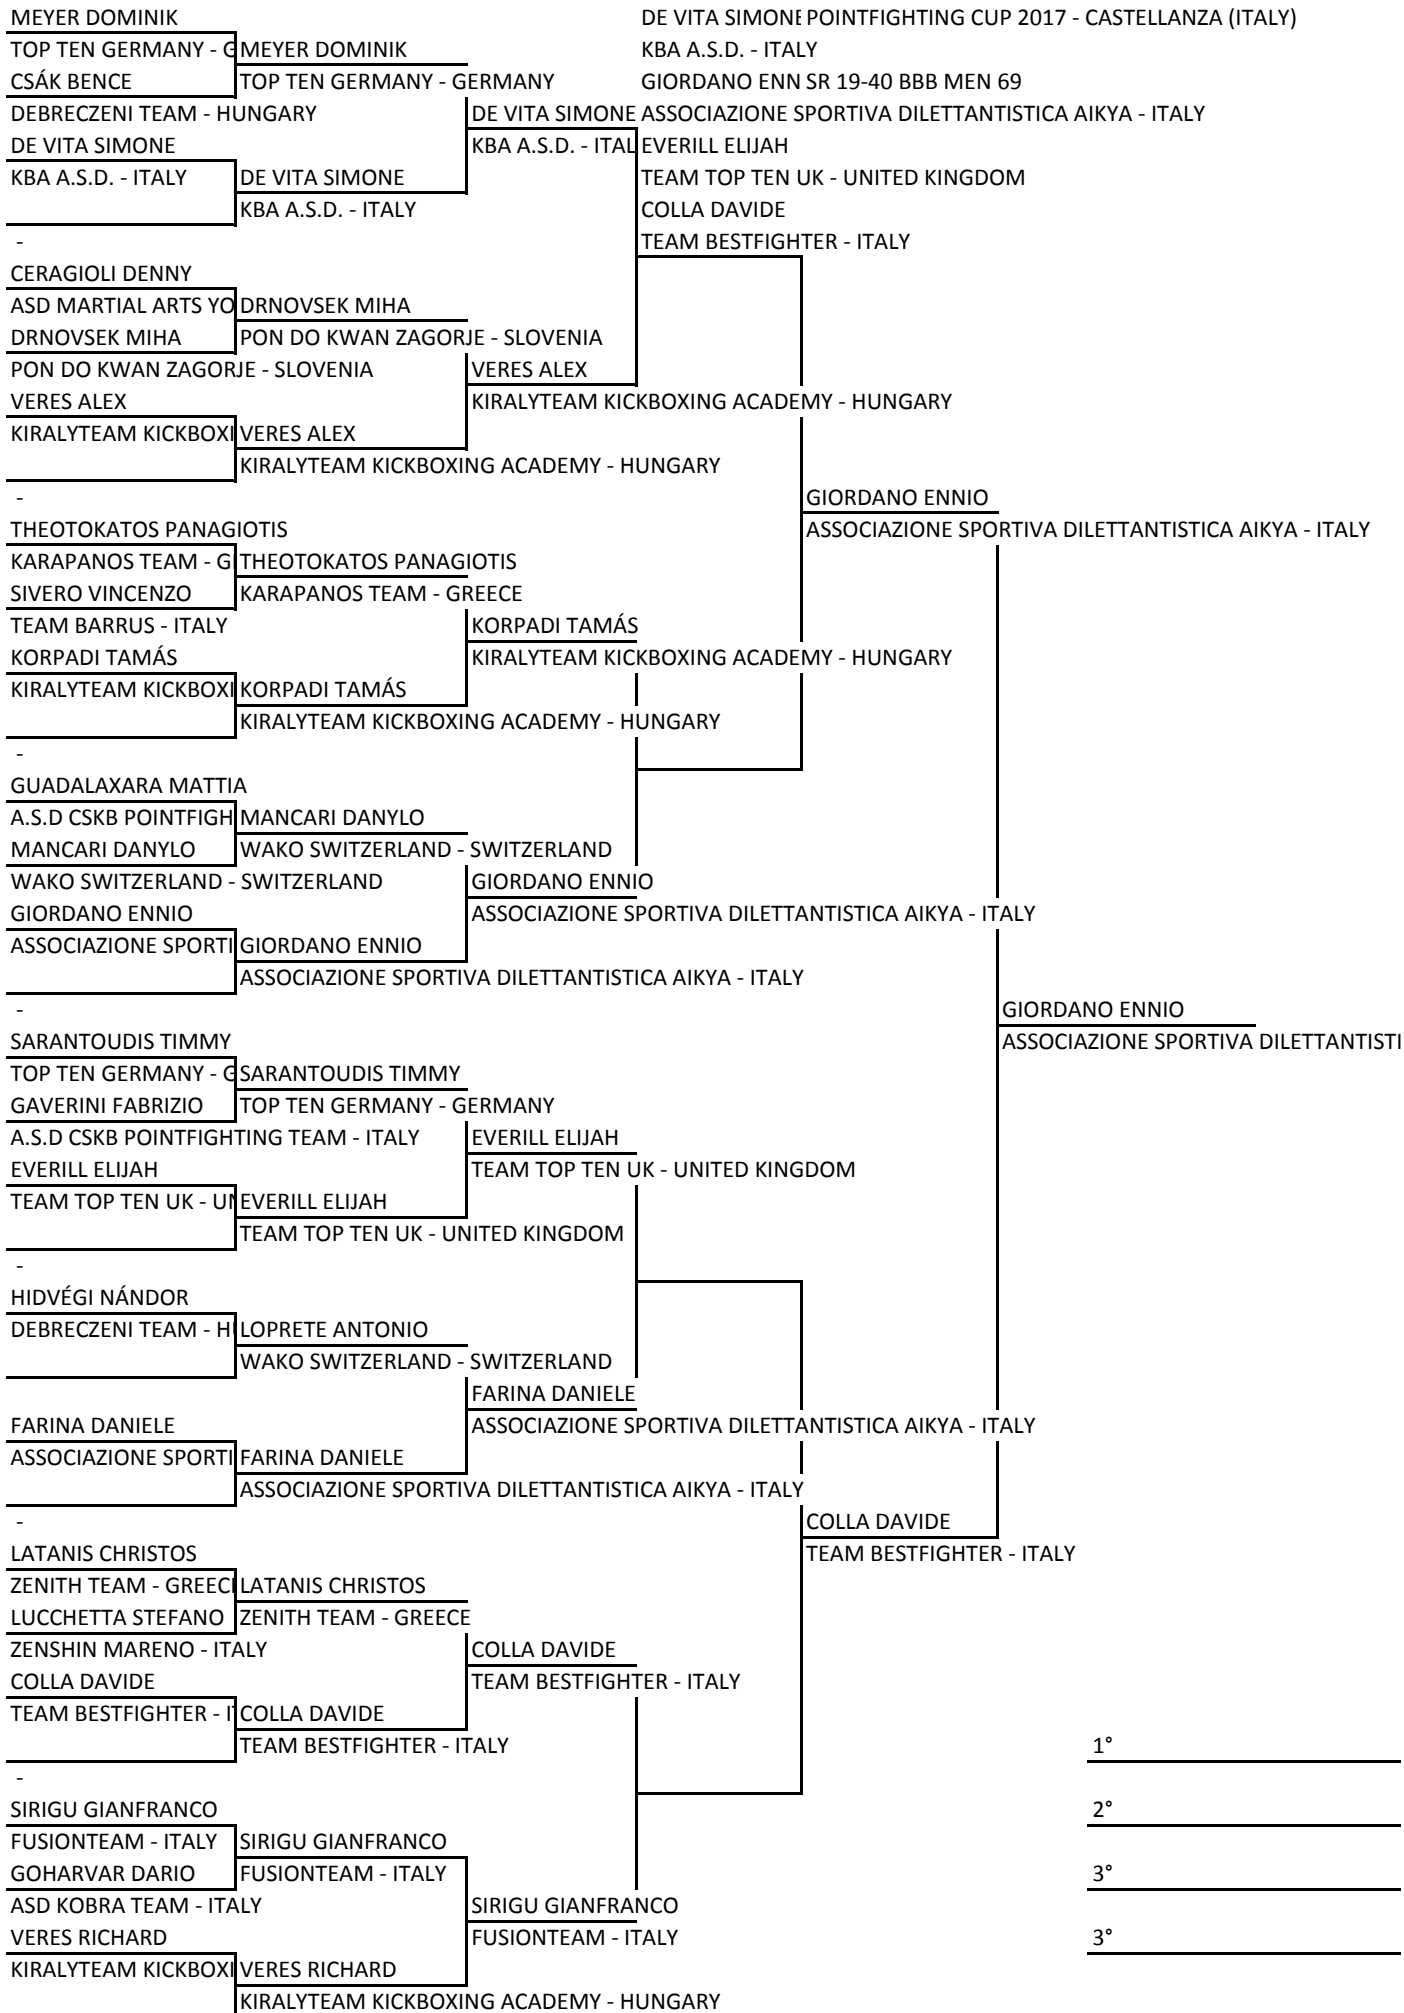 MEYER DOMINIK
DE VITA SIMONE POINTFIGHTING CUP 2017 - CASTELLANZA (ITALY)
TOP TEN GERMANY - G MEYER DOMINIK
KBA A.S.D. - ITALY
CSÁK BENCE
TOP TEN GERMANY - GERMANY
GIORDANO ENN SR 19-40 BBB MEN 69
DEBRECZENI TEAM - HUNGARY
DE VITA SIMONE ASSOCIAZIONE SPORTIVA DILETTANTISTICA AIKYA - ITALY
DE VITA SIMONE
KBA A.S.D. - ITAL EVERILL ELIJAH
KBA A.S.D. - ITALY
DE VITA SIMONE
TEAM TOP TEN UK - UNITED KINGDOM
KBA A.S.D. - ITALY
COLLA DAVIDE
-
TEAM BESTFIGHTER - ITALY
CERAGIOLI DENNY
ASD MARTIAL ARTS YO DRNOVSEK MIHA
DRNOVSEK MIHA
PON DO KWAN ZAGORJE - SLOVENIA
PON DO KWAN ZAGORJE - SLOVENIA
VERES ALEX
VERES ALEX
KIRALYTEAM KICKBOXING ACADEMY - HUNGARY
KIRALYTEAM KICKBOXI VERES ALEX
KIRALYTEAM KICKBOXING ACADEMY - HUNGARY
-
GIORDANO ENNIO
THEOTOKATOS PANAGIOTIS
ASSOCIAZIONE SPORTIVA DILETTANTISTICA AIKYA - ITALY
KARAPANOS TEAM - G THEOTOKATOS PANAGIOTIS
SIVERO VINCENZO
KARAPANOS TEAM - GREECE
TEAM BARRUS - ITALY
KORPADI TAMÁS
KORPADI TAMÁS
KIRALYTEAM KICKBOXING ACADEMY - HUNGARY
KIRALYTEAM KICKBOXI KORPADI TAMÁS
KIRALYTEAM KICKBOXING ACADEMY - HUNGARY
-
GUADALAXARA MATTIA
A.S.D CSKB POINTFIGH MANCARI DANYLO
MANCARI DANYLO
WAKO SWITZERLAND - SWITZERLAND
WAKO SWITZERLAND - SWITZERLAND
GIORDANO ENNIO
GIORDANO ENNIO
ASSOCIAZIONE SPORTIVA DILETTANTISTICA AIKYA - ITALY
ASSOCIAZIONE SPORTI GIORDANO ENNIO
ASSOCIAZIONE SPORTIVA DILETTANTISTICA AIKYA - ITALY
-
GIORDANO ENNIO
SARANTOUDIS TIMMY
ASSOCIAZIONE SPORTIVA DILETTANTISTI
TOP TEN GERMANY - G SARANTOUDIS TIMMY
GAVERINI FABRIZIO
TOP TEN GERMANY - GERMANY
A.S.D CSKB POINTFIGHTING TEAM - ITALY
EVERILL ELIJAH
EVERILL ELIJAH
TEAM TOP TEN UK - UNITED KINGDOM
TEAM TOP TEN UK - UN EVERILL ELIJAH
TEAM TOP TEN UK - UNITED KINGDOM
-
HIDVÉGI NÁNDOR
DEBRECZENI TEAM - HU LOPRETE ANTONIO
WAKO SWITZERLAND - SWITZERLAND
FARINA DANIELE
FARINA DANIELE
ASSOCIAZIONE SPORTIVA DILETTANTISTICA AIKYA - ITALY
ASSOCIAZIONE SPORTI FARINA DANIELE
ASSOCIAZIONE SPORTIVA DILETTANTISTICA AIKYA - ITALY
-
COLLA DAVIDE
LATANIS CHRISTOS
TEAM BESTFIGHTER - ITALY
ZENITH TEAM - GREECE LATANIS CHRISTOS
LUCCHETTA STEFANO
ZENITH TEAM - GREECE
ZENSHIN MARENO - ITALY
COLLA DAVIDE
COLLA DAVIDE
TEAM BESTFIGHTER - ITALY
TEAM BESTFIGHTER - IT COLLA DAVIDE
TEAM BESTFIGHTER - ITALY
1°
-
SIRIGU GIANFRANCO
2°
FUSIONTEAM - ITALY
SIRIGU GIANFRANCO
GOHARVAR DARIO
FUSIONTEAM - ITALY
3°
ASD KOBRA TEAM - ITALY
SIRIGU GIANFRANCO
VERES RICHARD
FUSIONTEAM - ITALY
3°
KIRALYTEAM KICKBOXI VERES RICHARD
KIRALYTEAM KICKBOXING ACADEMY - HUNGARY